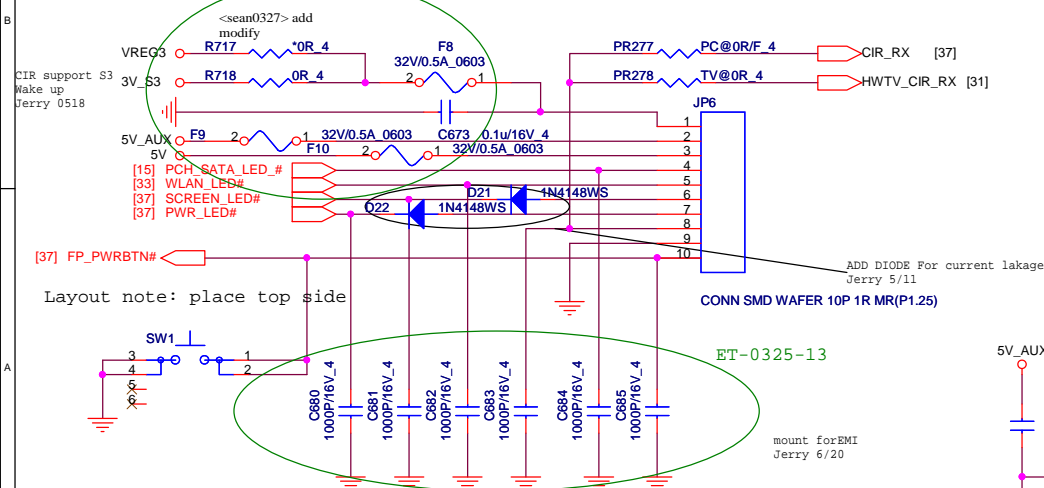 B
<sean0327> add
modify
VREG3 R717 *0R_4 F8 PR277 PC@0R/F_4 CIR_RX [37]
32V/0.5A_0603
CIR support S3
Wake up
Jerry 0518
3V_S3 R718 0R_4 2 1 PR278 TV@0R_4 HWTV_CIR_RX [31]
JP6
5V_AUX F9 2 1 32V/0.5A_0603 C673 0.1u/16V_4
5V F10 2 1 32V/0.5A_0603
[15] PCH_SATA_LED_#
[33] WLAN_LED#
[37] SCREEN_LED#
[37] PWR_LED#
D21 1N4148WS
D22 1N4148WS
1
2
3
4
5
6
7
8
9
10
[37] FP_PWRBTN#
ADD DIODE For current lakage
Jerry 5/11
Layout note: place top side
CONN SMD WAFER 10P 1R MR(P1.25)
SW1
3 1
4 2
5
6
A
ET-0325-13
5V_AUX
C680 1000P/16V_4
C681 1000P/16V_4
C682 1000P/16V_4
C683 1000P/16V_4
C684 1000P/16V_4
C685 1000P/16V_4
mount forEMI
Jerry 6/20